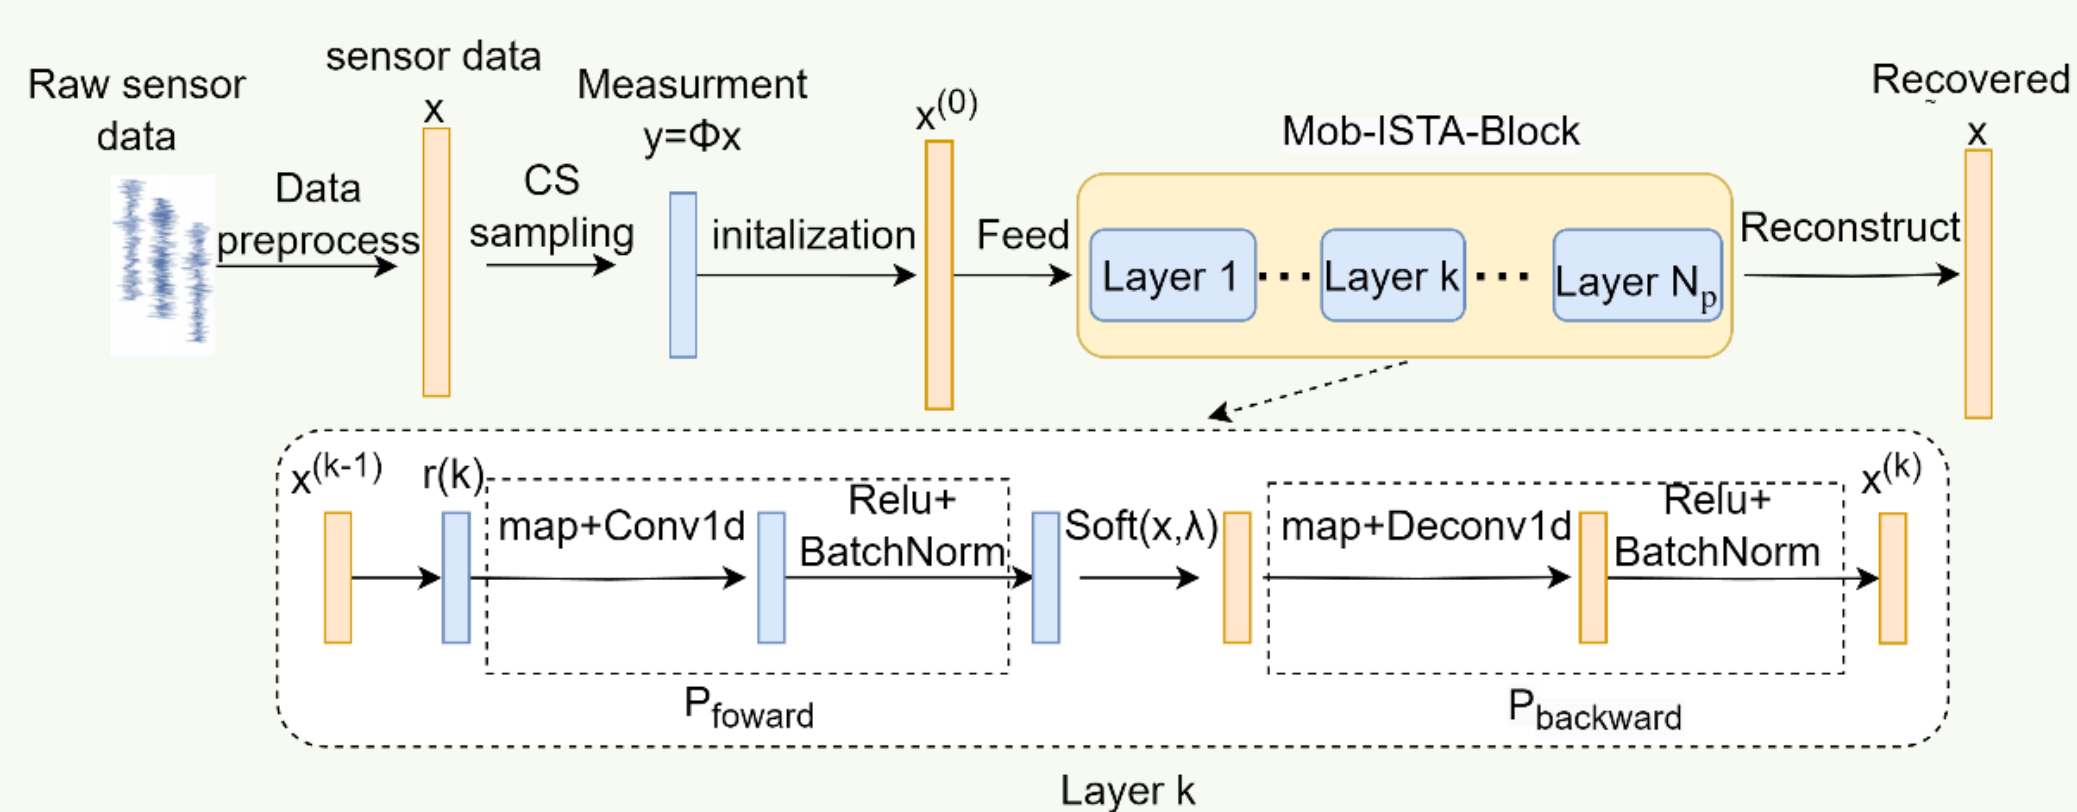 Raw sensor
data
Data
preprocess
sensor data
x
CS
sampling
Measurment
y=Φx
initalization
x(0)
Feed
Mob-ISTA-Block
Layer 1
...
Layer k
...
Layer Np
Reconstruct
Recovered
~
x
x(k-1)
r(k)
map+Conv1d
Relu+
BatchNorm
Pfoward
Soft(x,λ)
map+Deconv1d
Relu+
BatchNorm
Pbackward
x(k)
Layer k